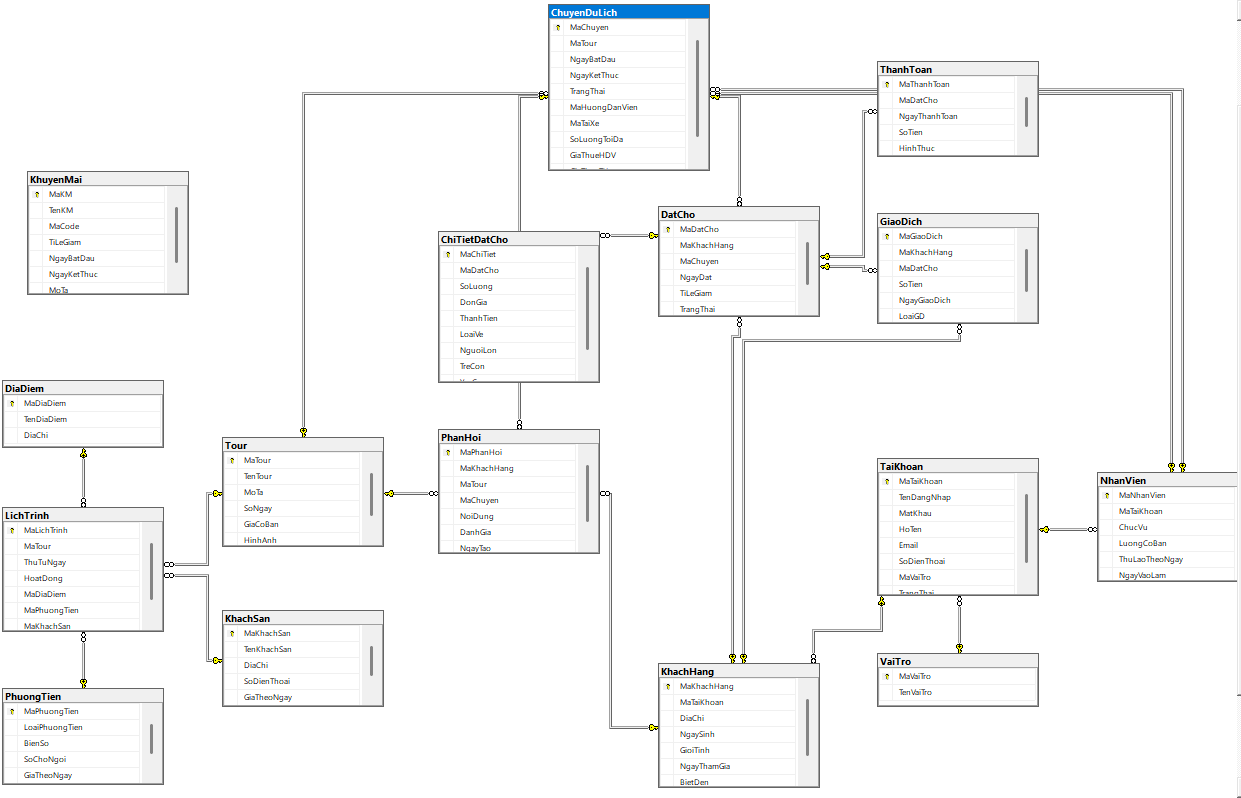 ChuyenDuLich
MaChuyen
MaTour
NgayBatDau
NgayKetThuc
TrangThai
MaHuongDanVien
MaTaiXe
SoLuongToiDa
GiaThueHDV
ThanhToan
MaThanhToan
MaDatCho
NgayThanhToan
SoTien
HinhThuc
KhuyenMai
MaKM
TenKM
MaCode
TiLeGiam
NgayBatDau
NgayKetThuc
MoTa
DatCho
MaDatCho
MaKhachHang
MaChuyen
NgayDat
TiLeGiam
TrangThai
GiaoDich
MaGiaoDich
MaKhachHang
MaDatCho
SoTien
NgayGiaoDich
LoaiGD
ChiTietDatCho
MaChiTiet
MaDatCho
SoLuong
DonGia
ThanhTien
LoaiVe
NguoiLon
TreCon
DiaDiem
MaDiaDiem
TenDiaDiem
DiaChi
Tour
MaTour
TenTour
MoTa
SoNgay
GiaCoBan
HinhAnh
PhanHoi
MaPhanHoi
MaKhachHang
MaTour
MaChuyen
NoiDung
DanhGia
NgayTao
TaiKhoan
MaTaiKhoan
TenDangNhap
MatKhau
HoTen
Email
SoDienThoai
MaVaiTro
TrangThai
NhanVien
MaNhanVien
MaTaiKhoan
ChucVu
LuongCoBan
ThuLaoTheoNgay
NgayVaoLam
LichTrinh
MaLichTrinh
MaTour
ThuTuNgay
HoatDong
MaDiaDiem
MaPhuongTien
MaKhachSan
KhachSan
MaKhachSan
TenKhachSan
DiaChi
SoDienThoai
GiaTheoNgay
VaiTro
MaVaiTro
TenVaiTro
KhachHang
MaKhachHang
MaTaiKhoan
DiaChi
NgaySinh
GioiTinh
NgayThamGia
BietDen
PhuongTien
MaPhuongTien
LoaiPhuongTien
BienSo
SoChoNgoi
GiaTheoNgay